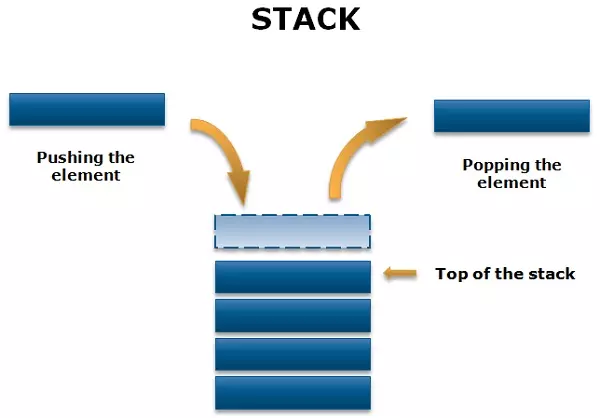 STACK
Pushing the
element
Popping the
element
Top of the stack